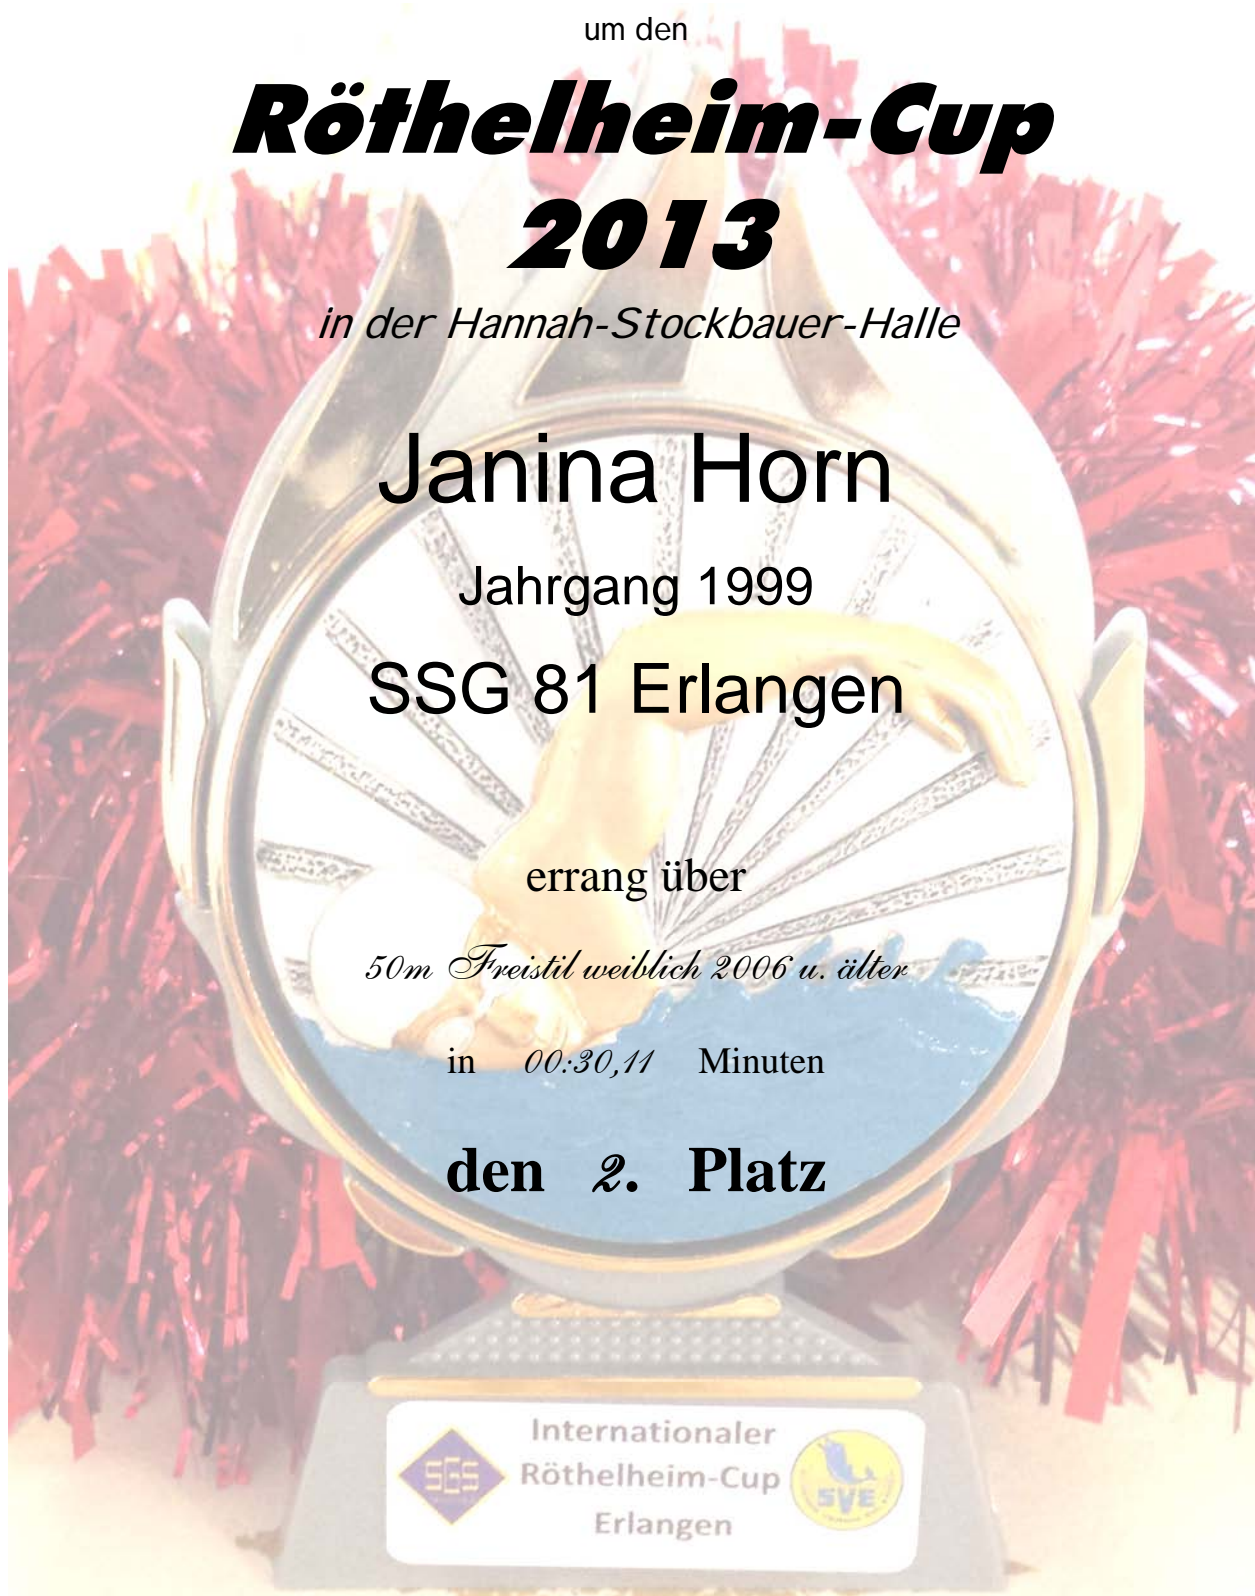 um den
Röthelheim-Cup
2013
in der Hannah-Stockbauer-Halle
Janina Horn
Jahrgang 1999
SSG 81 Erlangen
errang über
50m Freistil weiblich 2006 u. älter
in 00:30,11 Minuten
den 2. Platz
Internationaler
SGS Röthelheim-Cup
SVE
Erlangen